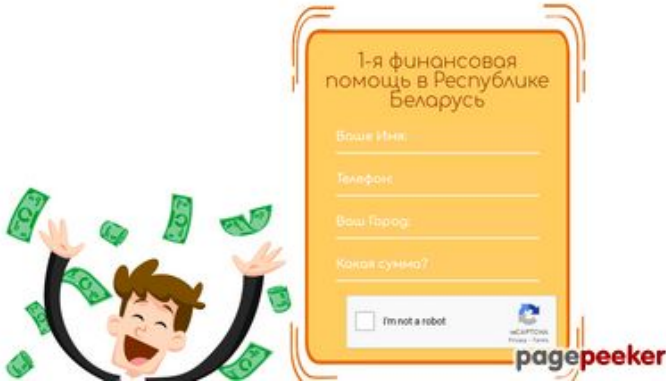 1-я финансовая
помощь в Республике
Беларусь
Ваше Имя:
Телефон:
Ваш Город:
Какая сумма?
I'm not a robot
reCAPTCHA
Privacy - Terms
pagepeeker